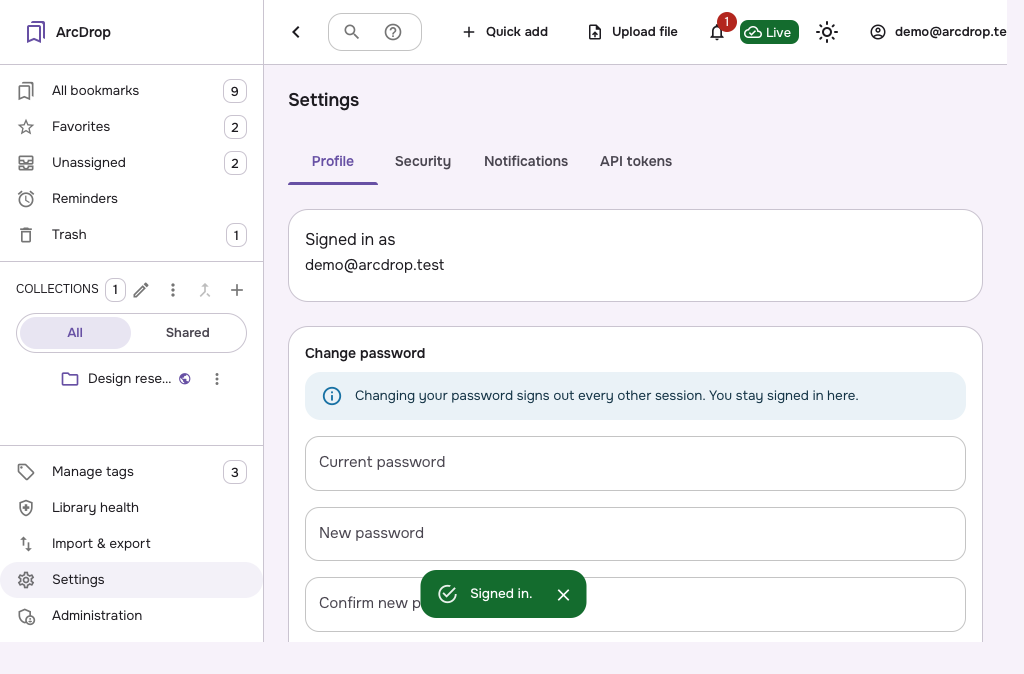 ArcDrop
Quick add
Upload file
1
Live
demo@arcdrop.te
All bookmarks
9
Favorites
2
Unassigned
2
Reminders
Trash
1
COLLECTIONS
1
All
Shared
Design rese...
Manage tags
3
Library health
Import & export
Settings
Administration
Settings
Profile
Security
Notifications
API tokens
Signed in as
demo@arcdrop.test
Change password
Changing your password signs out every other session. You stay signed in here.
Current password
New password
Confirm new p
Signed in.